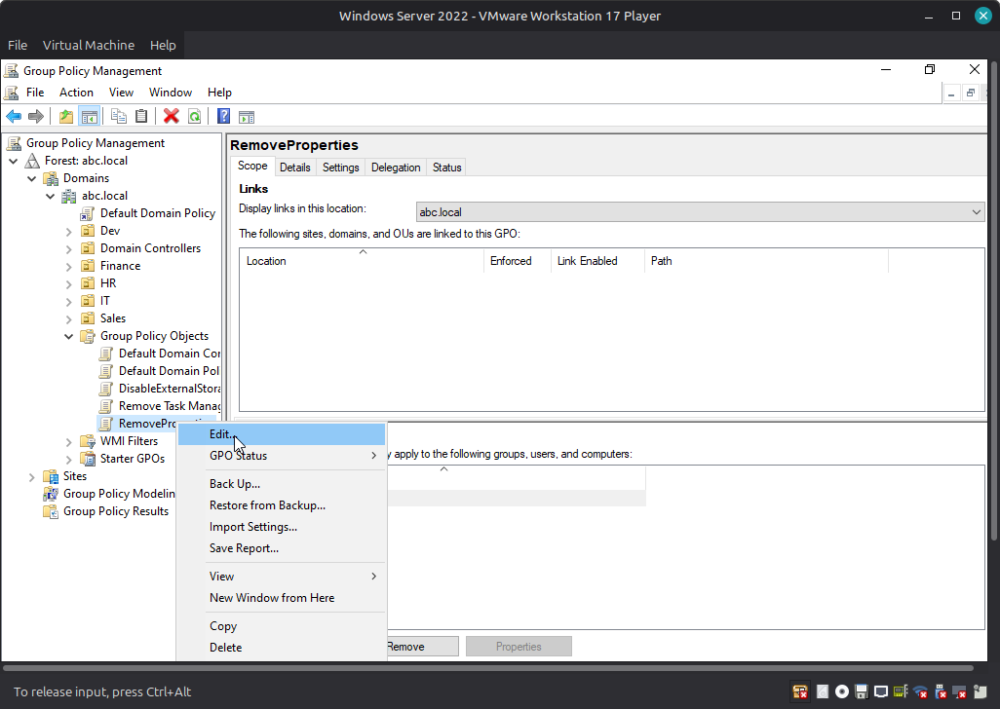 Windows Server 2022 - VMware Workstation 17 Player
File Virtual Machine Help
Group Policy Management
File Action View Window Help
Group Policy Management
Forest: abc.local
Domains
abc.local
Default Domain Policy
Dev
Domain Controllers
Finance
HR
IT
Sales
Group Policy Objects
Default Domain Con
Default Domain Pol
DisableExternalStora
Remove Task Manag
RemovePro
WMI Filters
Starter GPOs
Sites
Group Policy Modelin
Group Policy Results
RemoveProperties
Scope Details Settings Delegation Status
Links
Display links in this location:
abc.local
The following sites, domains, and OUs are linked to this GPO:
Location Enforced Link Enabled Path
y apply to the following groups, users, and computers:
Remove Properties
Edit...
GPO Status
Back Up...
Restore from Backup...
Import Settings...
Save Report...
View
New Window from Here
Copy
Delete
To release input, press Ctrl+Alt